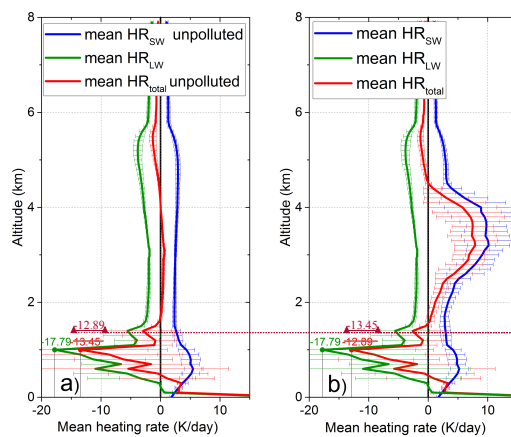 8
6
4
2
0
Altitude (km)
mean HR_SW unpolluted
mean HR_LW
mean HR_total unpolluted
-12.89
-17.79 -13.45
a)
-20 -10 0 10
Mean heating rate (K/day)
8
6
4
2
0
Altitude (km)
mean HR_SW
mean HR_LW
mean HR_total
-13.45
-17.79 -12.89
b)
-20 -10 0 10
Mean heating rate (K/day)